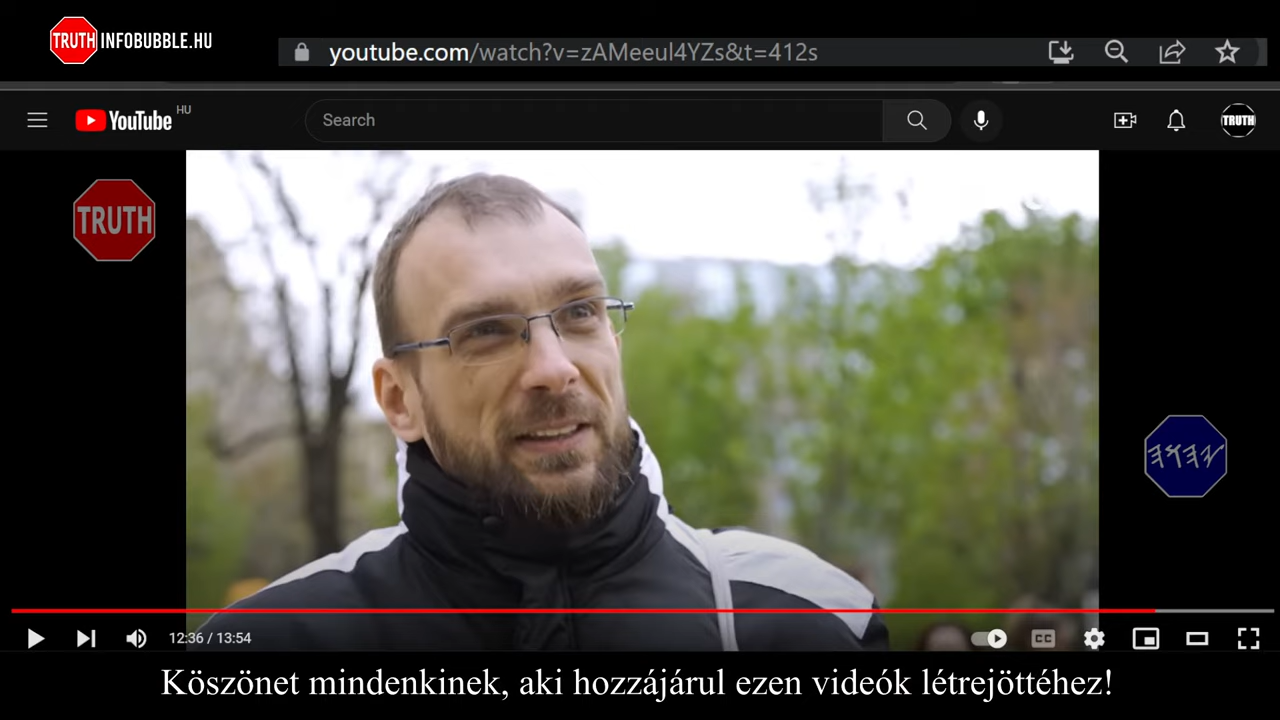 TRUTH INFOBUBBLE.HU
youtube.com/watch?v=zAMeeul4YZs&t=412s
YouTube HU
Search
TRUTH
TRUTH
12:36 / 13:54
CC
Köszönet mindenkinek, aki hozzájárul ezen videók létrejöttéhez!